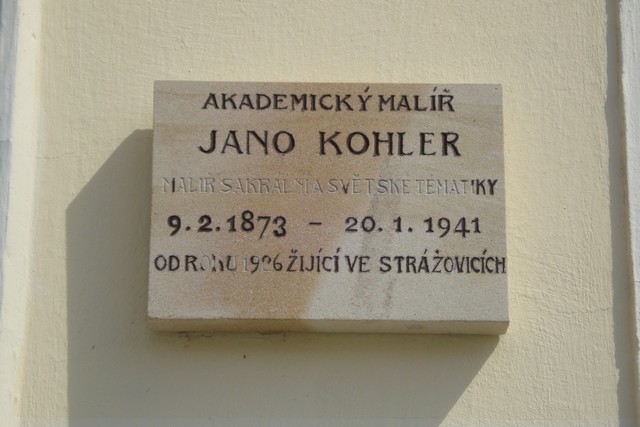 AKADEMICKÝ MALÍŘ
JANO KOHLER
MALÍŘ SAKRALNÍ A SVĚTSKÉ TEMATIKY
9. 2. 1873 – 20. 1. 1941
OD ROKU 1926 ŽIJÍCÍ VE STRÁŽOVICÍCH